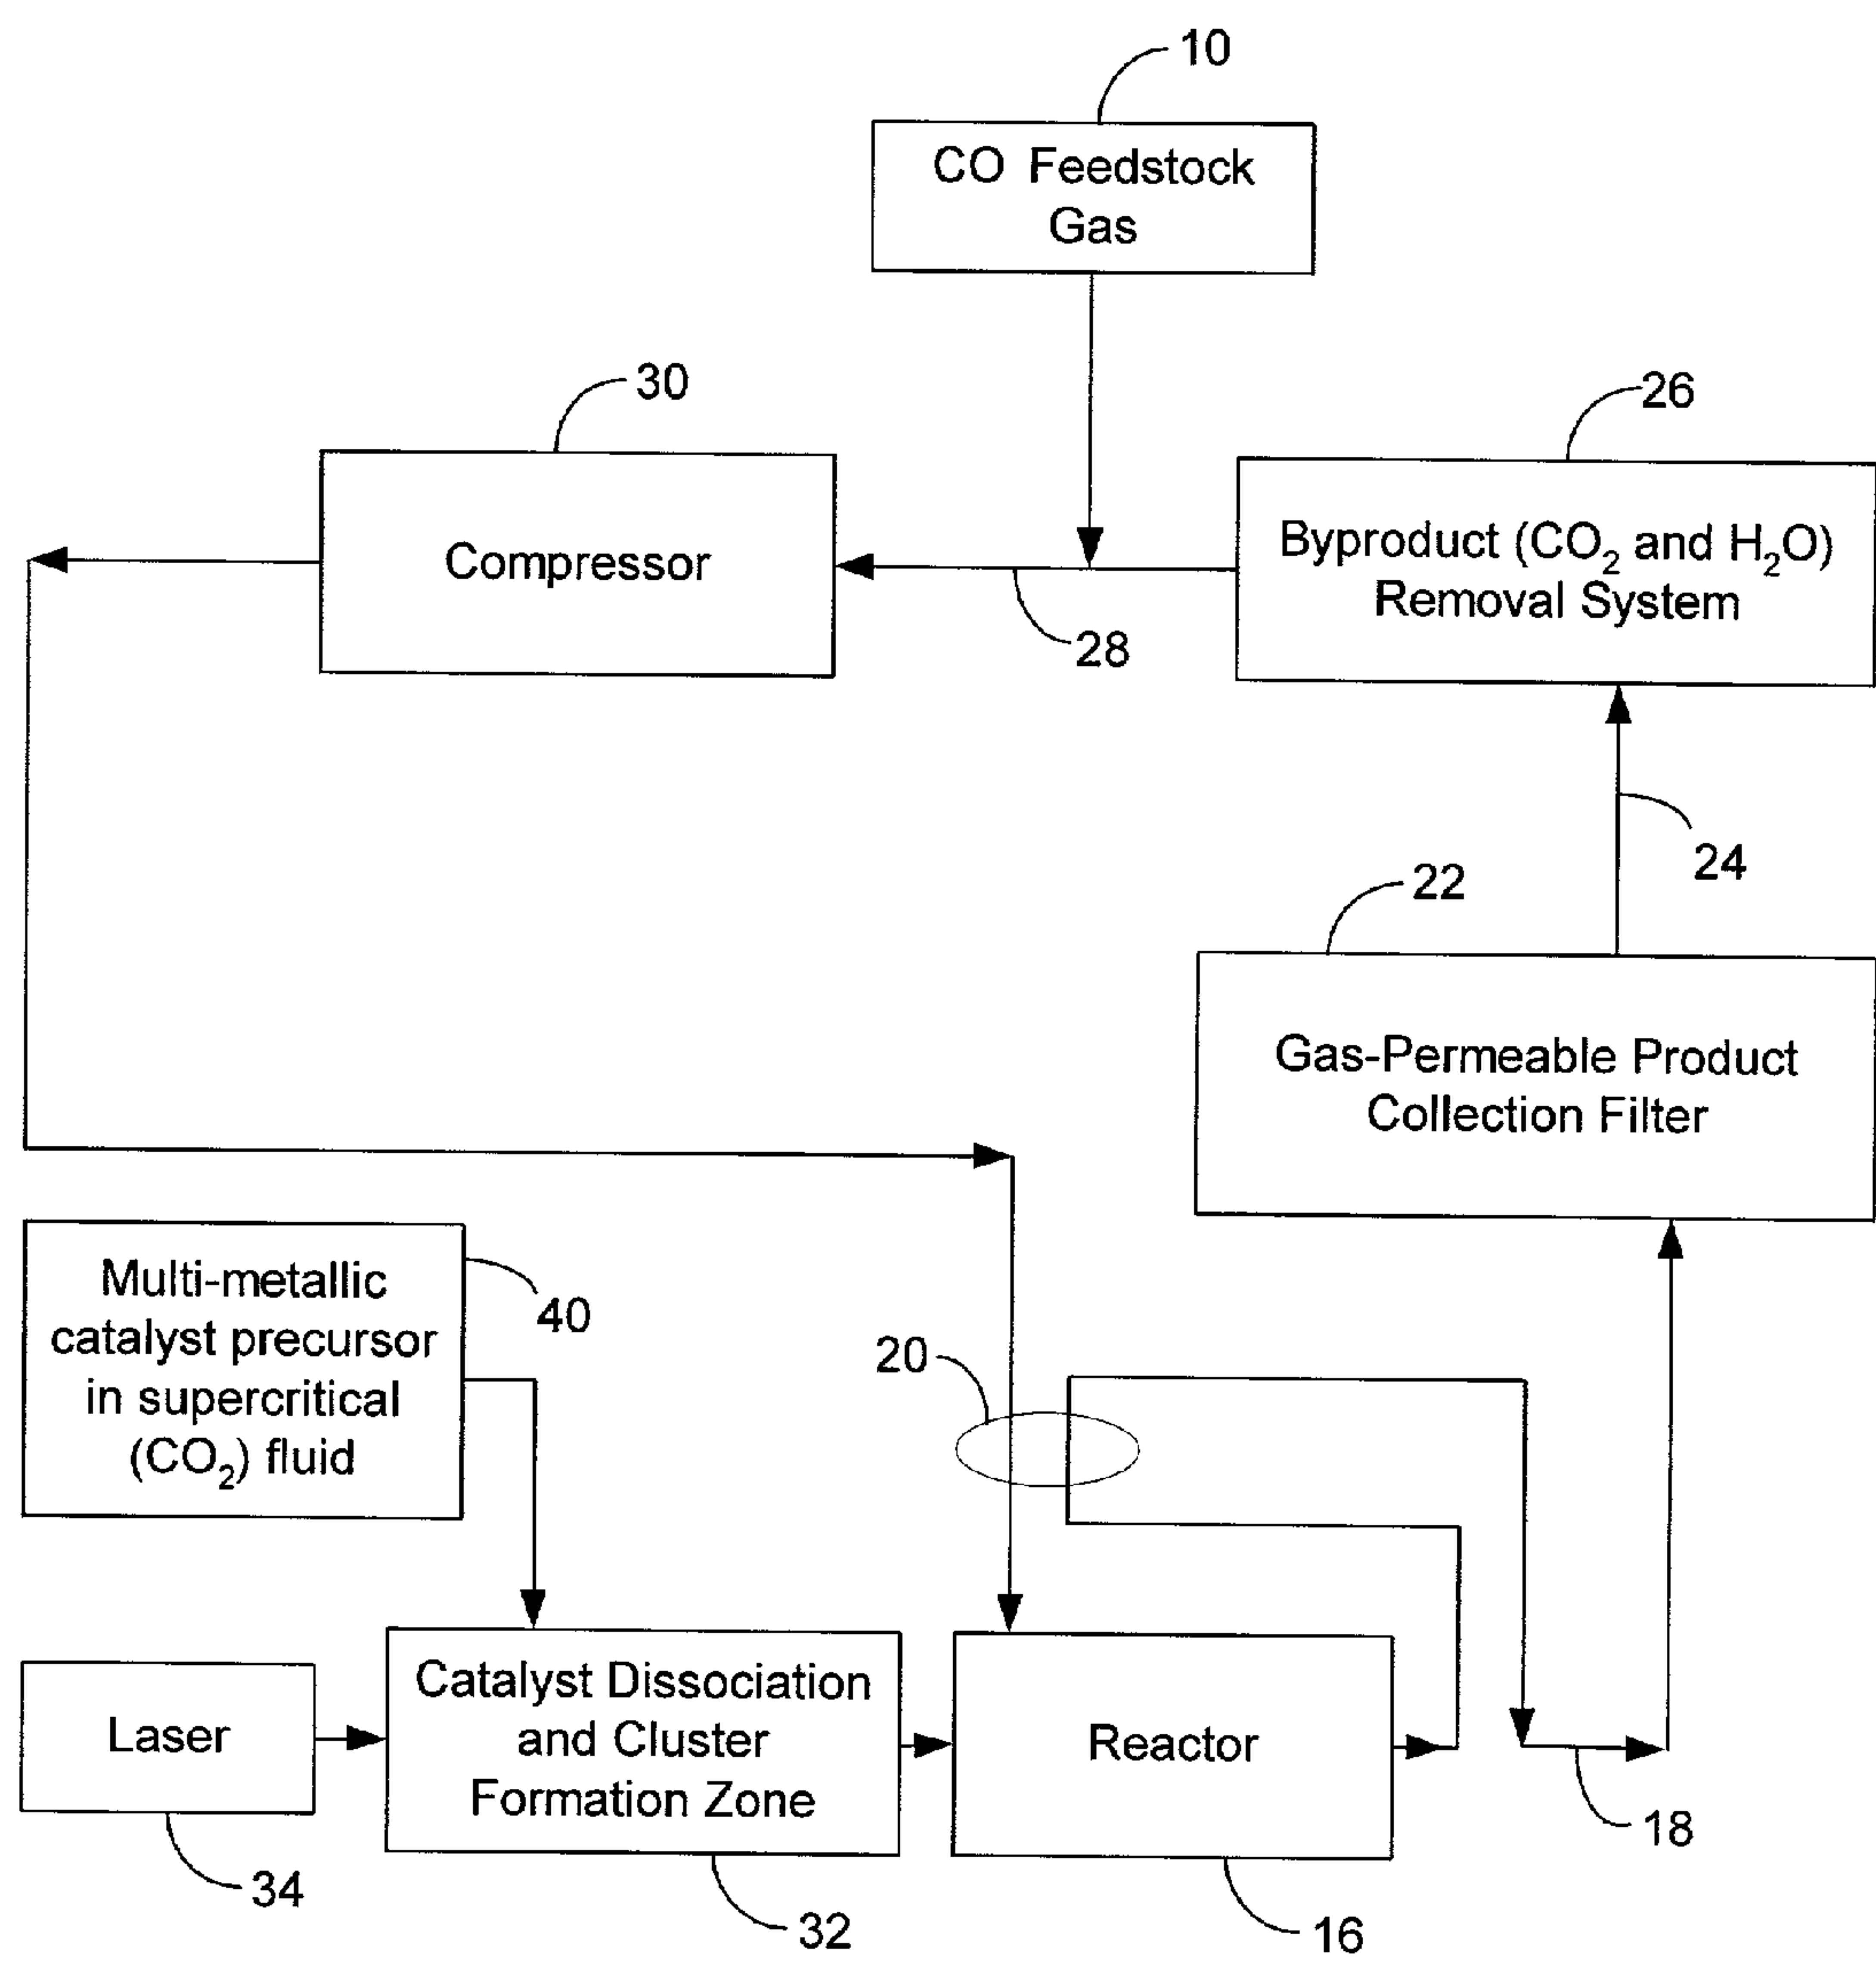 10
CO Feedstock
Gas
30
26
Compressor
Byproduct (CO₂ and H₂O)
Removal System
28
24
22
Gas-Permeable Product
Collection Filter
Multi-metallic
catalyst precursor
in supercritical
(CO₂) fluid
40
20
Laser
Catalyst Dissociation
and Cluster
Formation Zone
Reactor
18
34
32
16